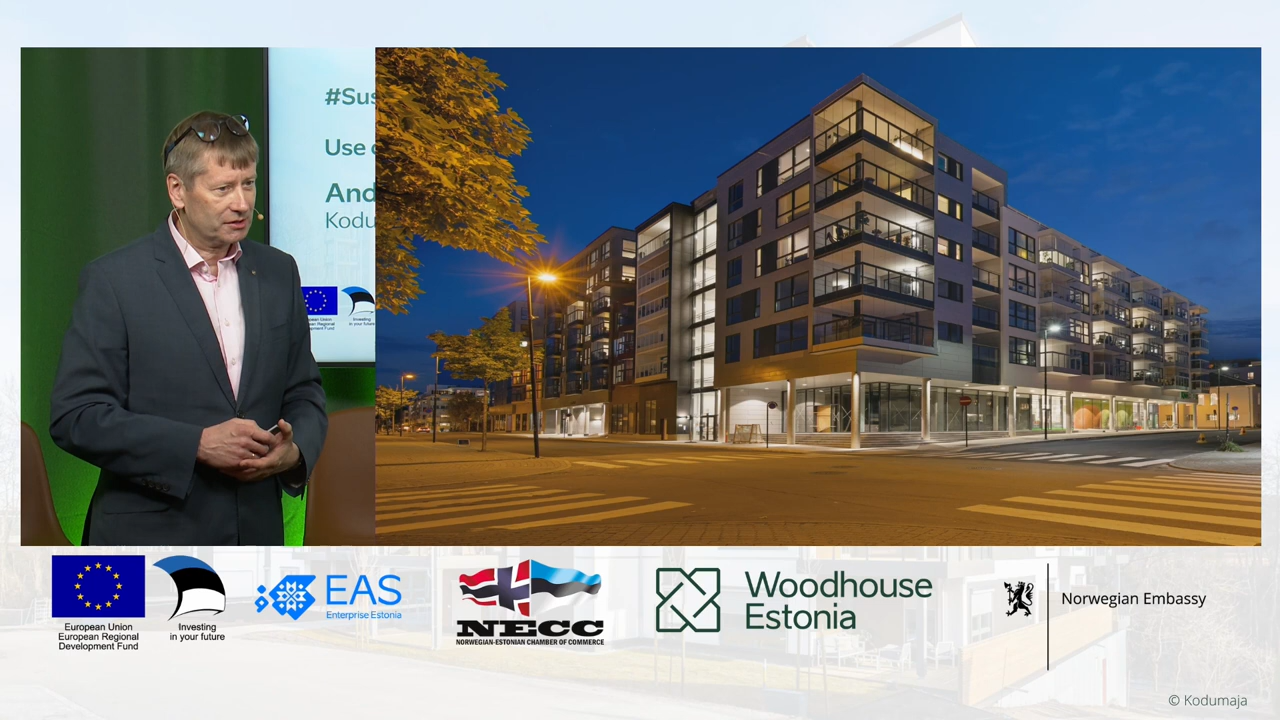 #Sus
Use
And
Kodu
European Union
European Regional
Development Fund
Investing
in your future
EAS
Enterprise Estonia
NECC
NORWEGIAN-ESTONIAN CHAMBER OF COMMERCE
Woodhouse
Estonia
Norwegian Embassy
© Kodumaja